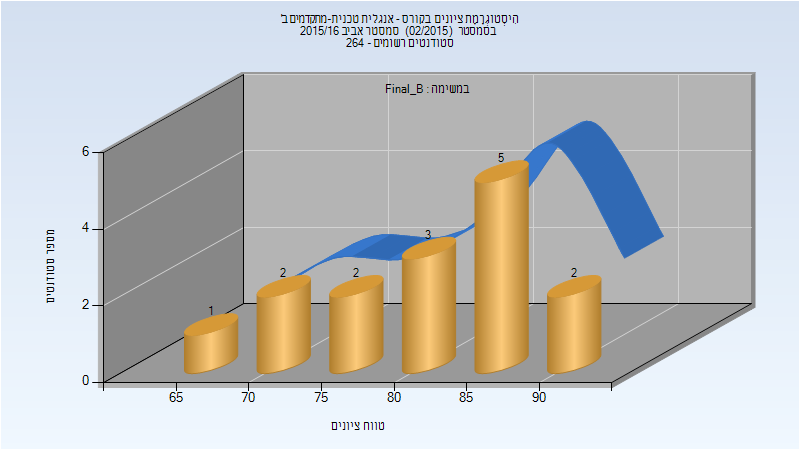 היסטוגרמת ציונים בקורס - אנגלית טכנית-מתקדמים ב'
בסמסטר (02/2015) סמסטר אביב 2015/16
סטודנטים רשומים - 264
במשימה : Final_B
מספר סטודנטים
6
4
2
0
1
2
2
3
5
2
65 70 75 80 85 90
טווח ציונים